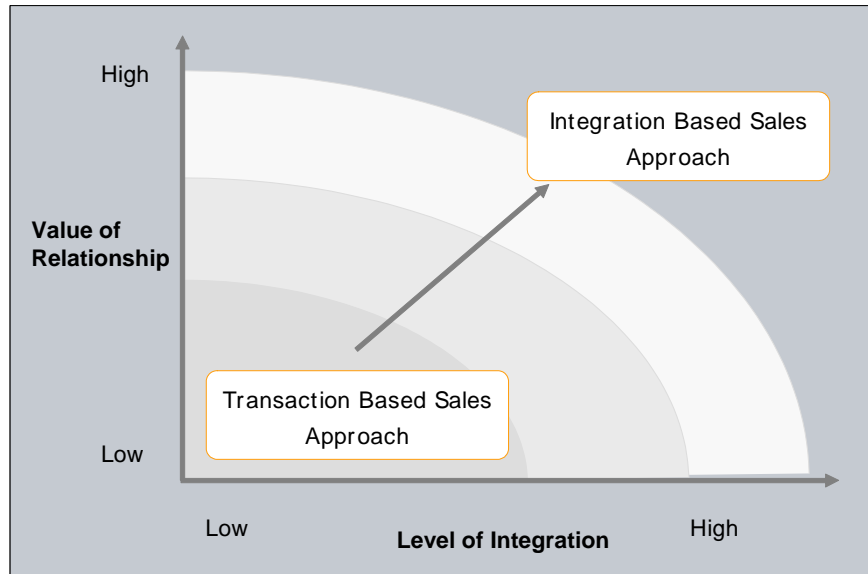 High
Integration Based Sales
Approach
Value of
Relationship
Transaction Based Sales
Approach
Low
Low
High
Level of Integration